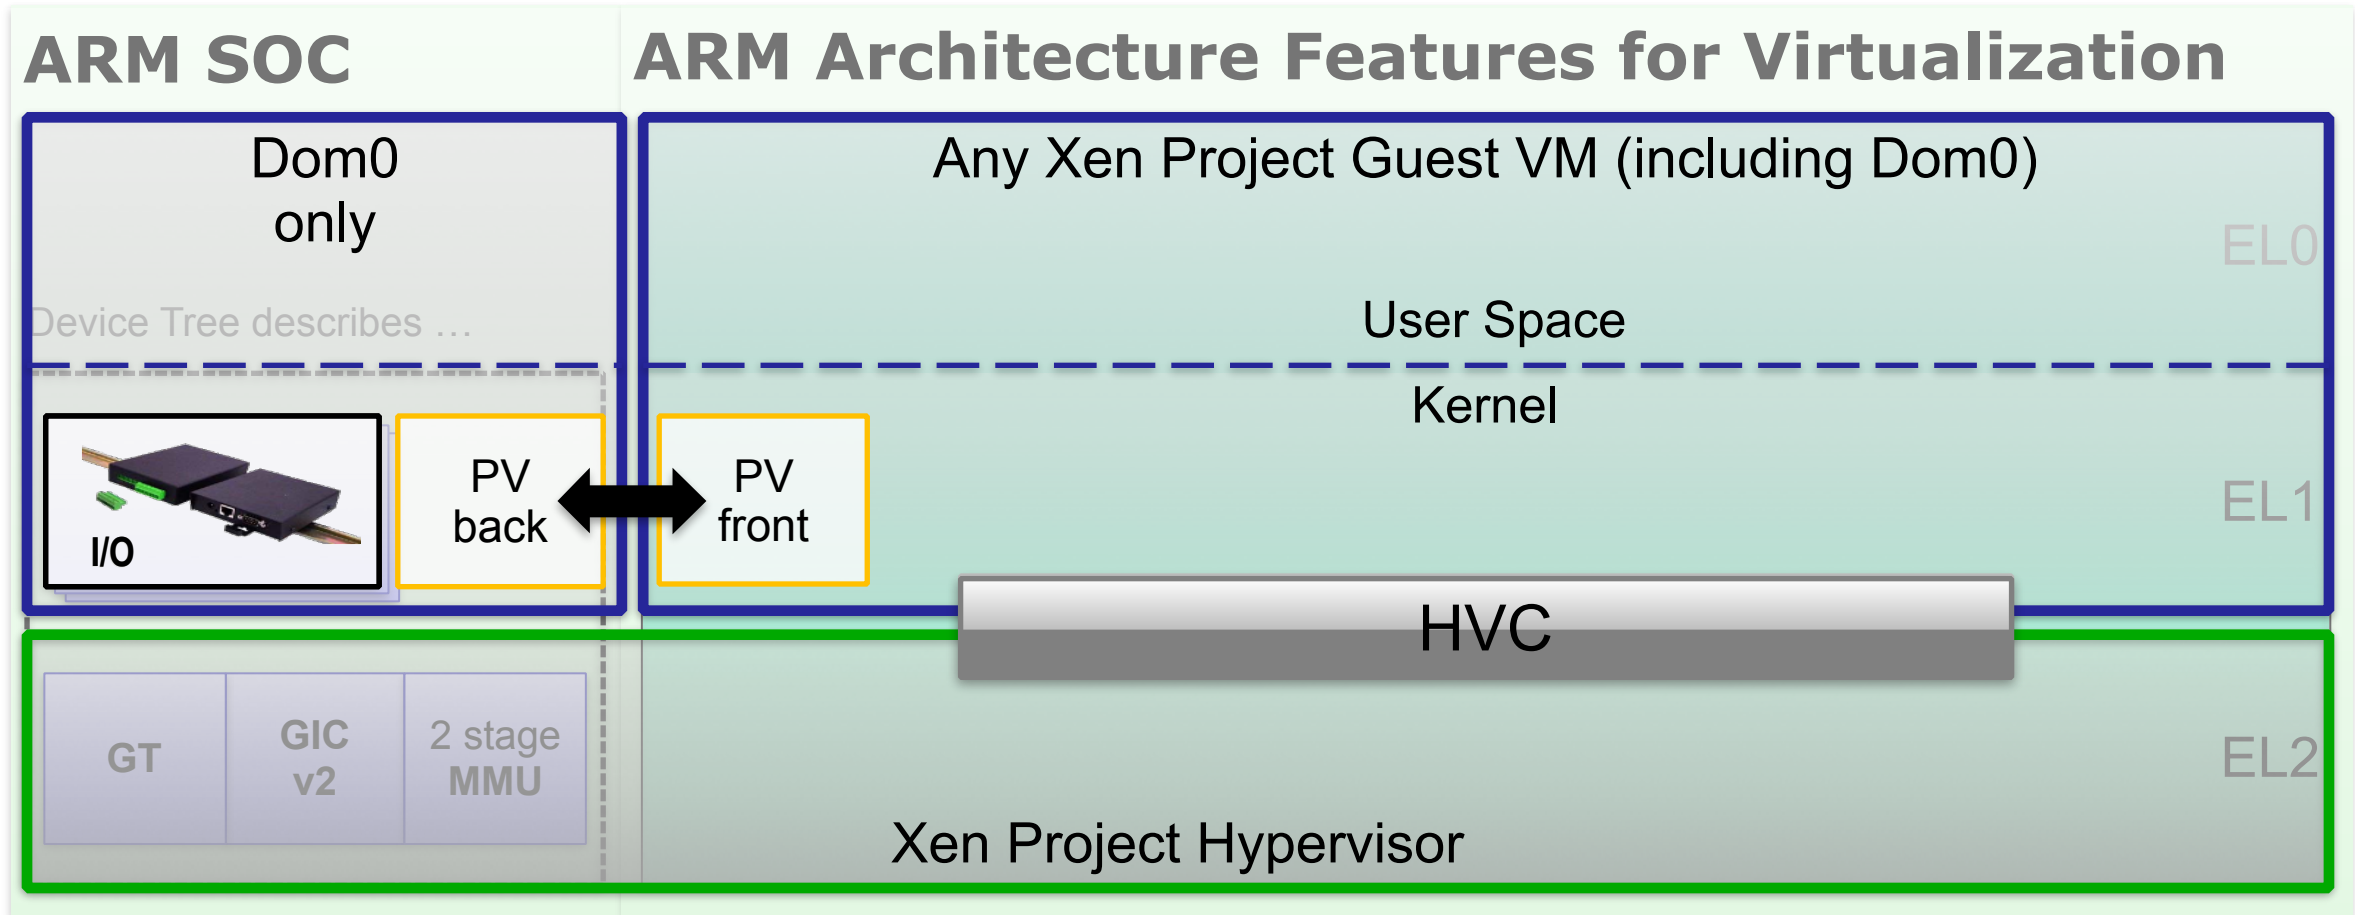 ARM SOC
ARM Architecture Features for Virtualization
Dom0
only
Any Xen Project Guest VM (including Dom0)
EL0
Device Tree describes …
User Space
Kernel
I/O
PV
back
PV
front
EL1
HVC
GT
GIC
v2
2 stage
MMU
EL2
Xen Project Hypervisor